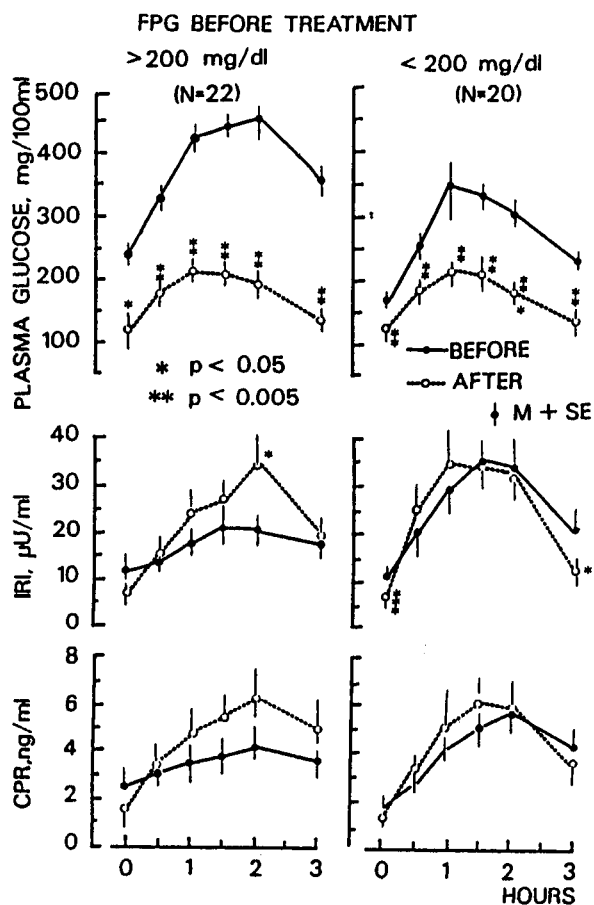 FPG BEFORE TREATMENT
>200 mg/dl
<200 mg/dl
(N=22)
(N=20)
PLASMA GLUCOSE, mg/100ml
500
400
300
200
100
* p < 0.05
** p < 0.005
BEFORE
AFTER
M + SE
IRI, µU/ml
40
30
20
10
0
CPR,ng/ml
8
6
4
2
0
0 1 2 3
0 1 2 3
HOURS